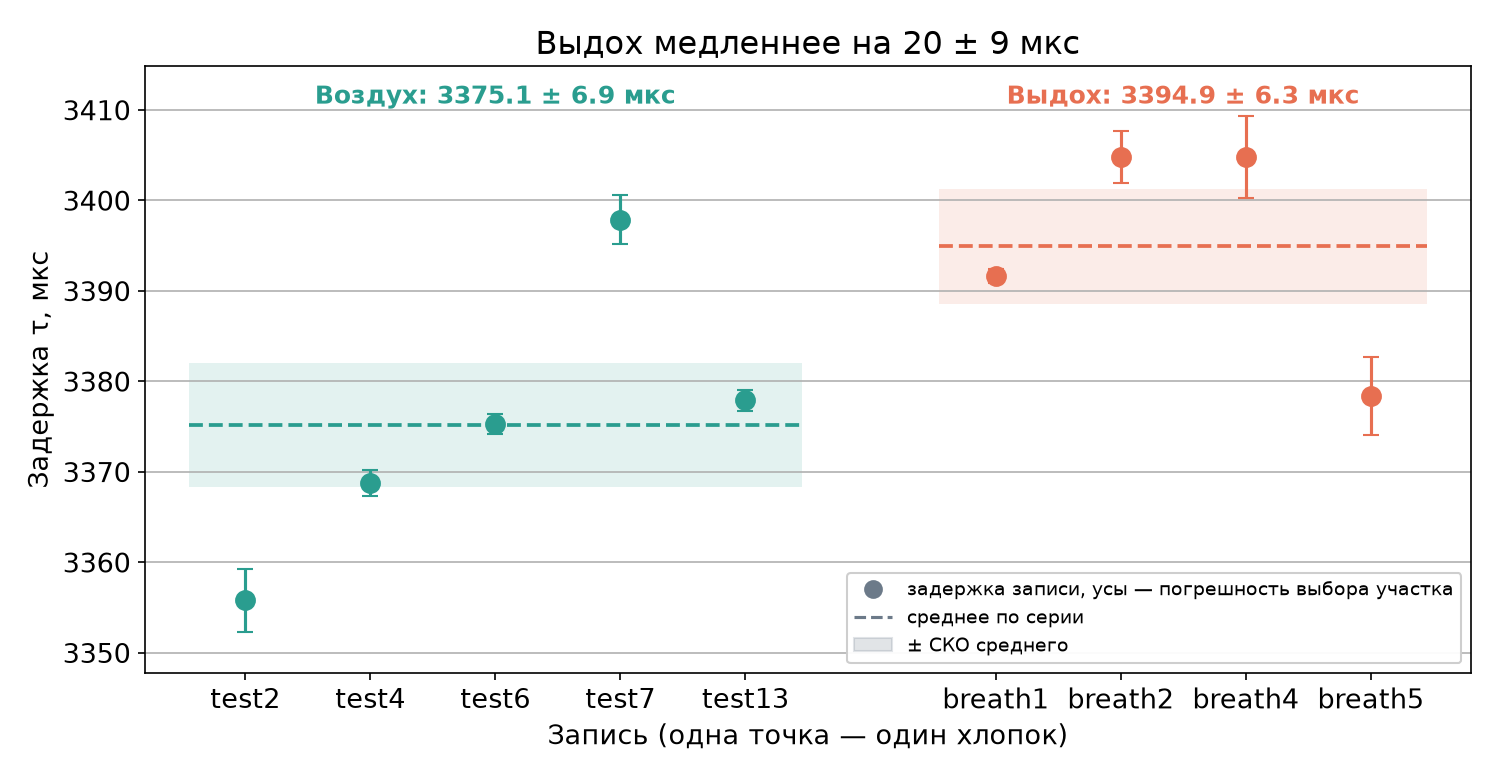 Выдох медленнее на 20 ± 9 мкс
Воздух: 3375.1 ± 6.9 мкс
Выдох: 3394.9 ± 6.3 мкс
Задержка τ, мкс
3410
3400
3390
3380
3370
3360
3350
задержка записи, усы — погрешность выбора участка
среднее по серии
± СКО среднего
test2 test4 test6 test7 test13 breath1 breath2 breath4 breath5
Запись (одна точка — один хлопок)